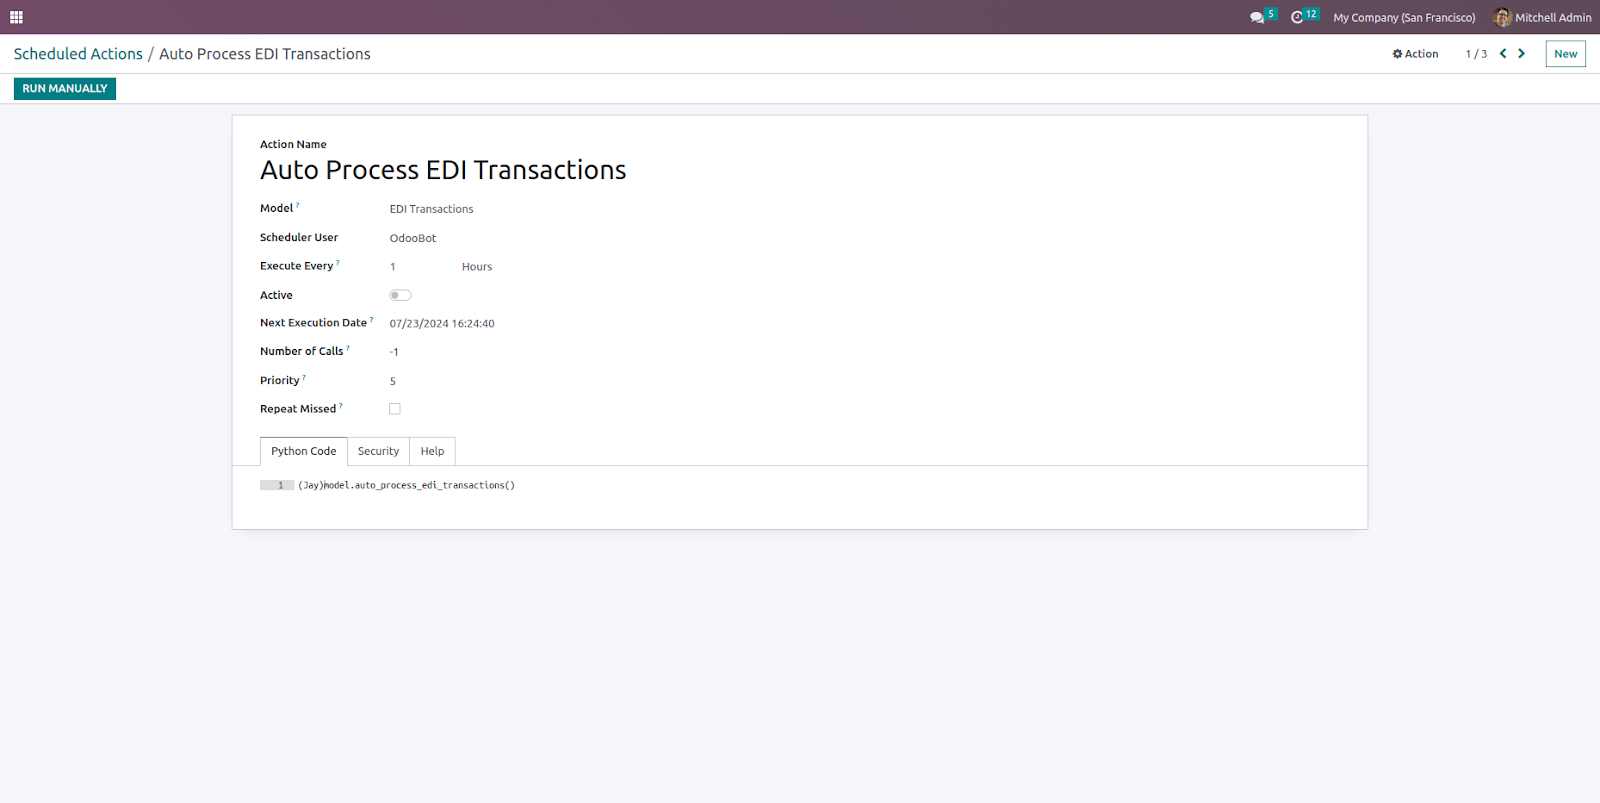 5 12 My Company (San Francisco) Mitchell Admin
Scheduled Actions / Auto Process EDI Transactions Action 1 / 3 New
RUN MANUALLY
Action Name
Auto Process EDI Transactions
Model ? EDI Transactions
Scheduler User OdooBot
Execute Every ? 1 Hours
Active
Next Execution Date ? 07/23/2024 16:24:40
Number of Calls ? -1
Priority ? 5
Repeat Missed ?
Python Code Security Help
1 (Jay)model.auto_process_edi_transactions()